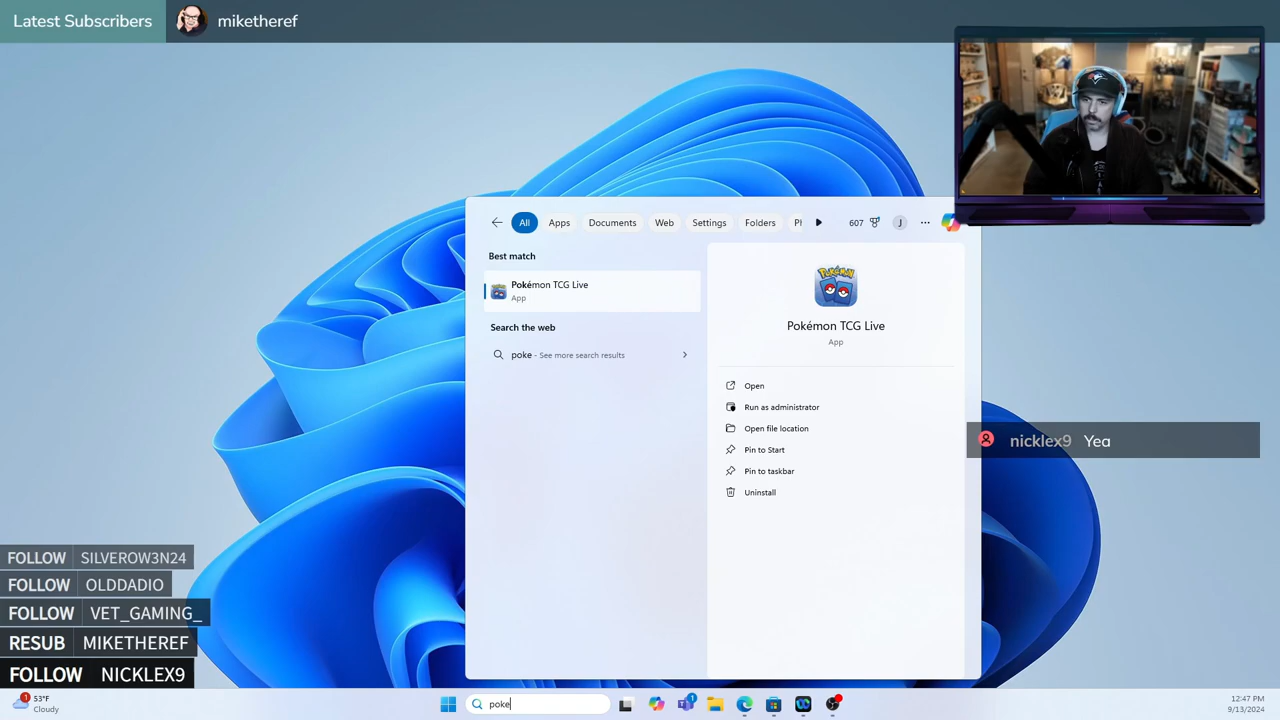 Latest Subscribers miketheref
All Apps Documents Web Settings Folders 607 J
Best match
Pokémon TCG Live
App
Search the web
poke - See more search results
Pokémon TCG Live
App
Open
Run as administrator
Open file location
Pin to Start
Pin to taskbar
Uninstall
nicklex9 Yea
FOLLOW SILVEROW3N24
FOLLOW OLDDADIO
FOLLOW VET_GAMING_
RESUB MIKETHEREF
FOLLOW NICKLEX9
1 53°F
Cloudy
poke
1
12:47 PM
9/13/2024